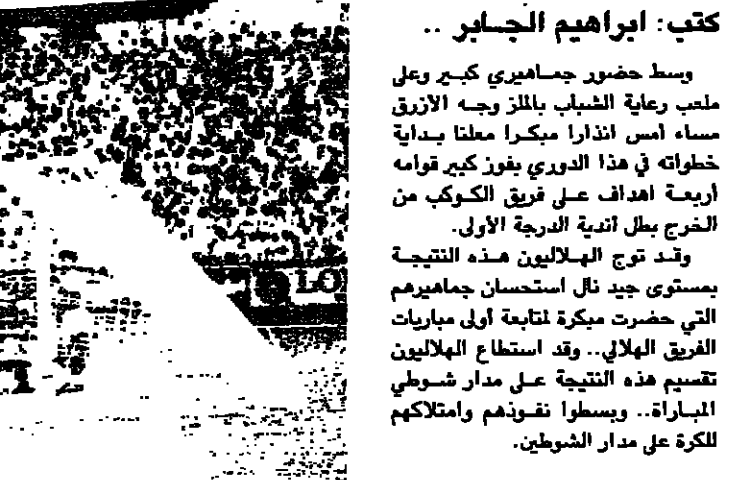 كتب: ابراهيم الجابر ..
وسط حضور جماهيري كبير وعلى
ملعب رعاية الشباب بالملز وجه الأزرق
مساء أمس انذارا مبكرا معلنا بداية
خطواته في هذا الدوري بفوز كبير قوامه
أربعة اهداف على فريق الكوكب من
الخرج بطل أندية الدرجة الأولى.
وقد توج الهلاليون هذه النتيجة
بمستوى جيد نال استحسان جماهيرهم
التي حضرت مبكرة لمتابعة أولى مباريات
الفريق الهلالي.. وقد استطاع الهلاليون
تقسيم هذه النتيجة على مدار شوطي
المباراة.. وبسطوا نفوذهم وامتلاكهم
للكرة على مدار الشوطين.
LO